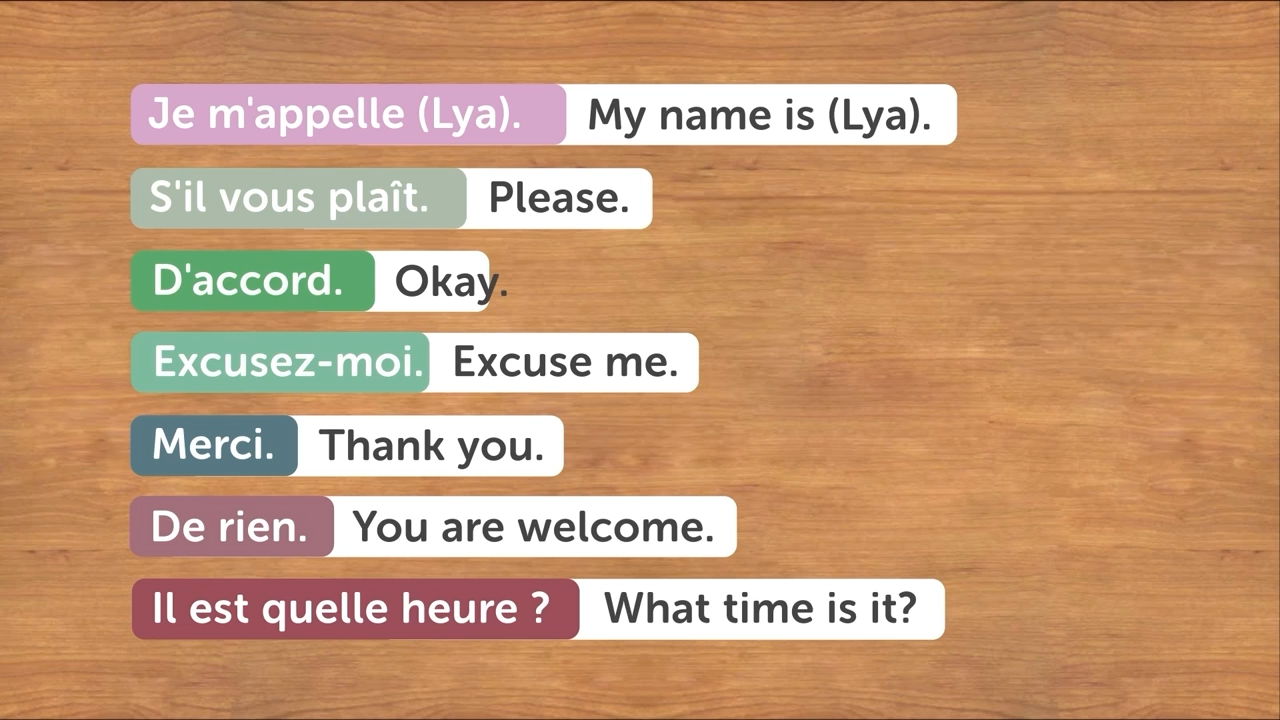 Je m'appelle (Lya). My name is (Lya).
S'il vous plaît. Please.
D'accord. Okay.
Excusez-moi. Excuse me.
Merci. Thank you.
De rien. You are welcome.
Il est quelle heure ? What time is it?